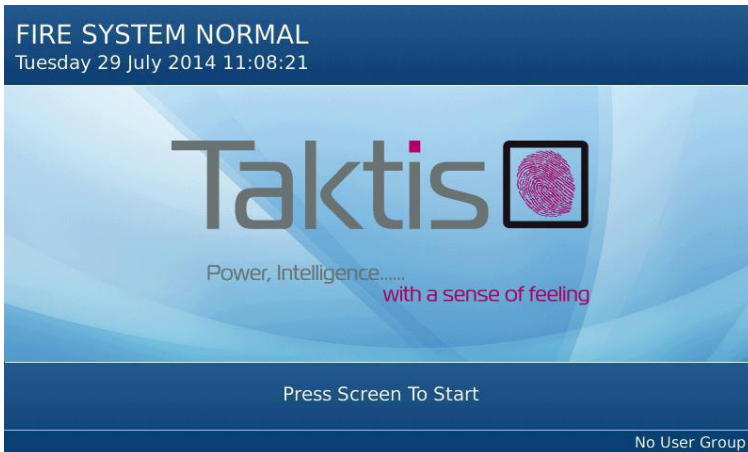 FIRE SYSTEM NORMAL
Tuesday 29 July 2014 11:08:21
Taktis
Power, Intelligence......
with a sense of feeling
Press Screen To Start
No User Group